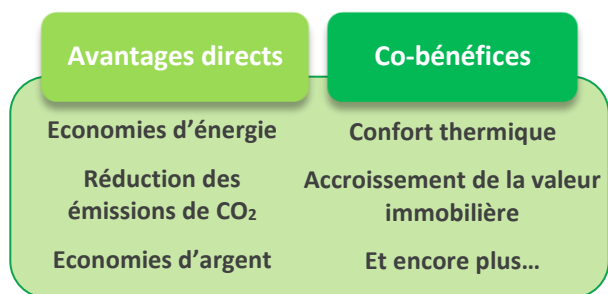 Avantages directs
Co-bénéfices
Economies d’énergie
Réduction des
émissions de CO₂
Economies d’argent
Confort thermique
Accroissement de la valeur
immobilière
Et encore plus…